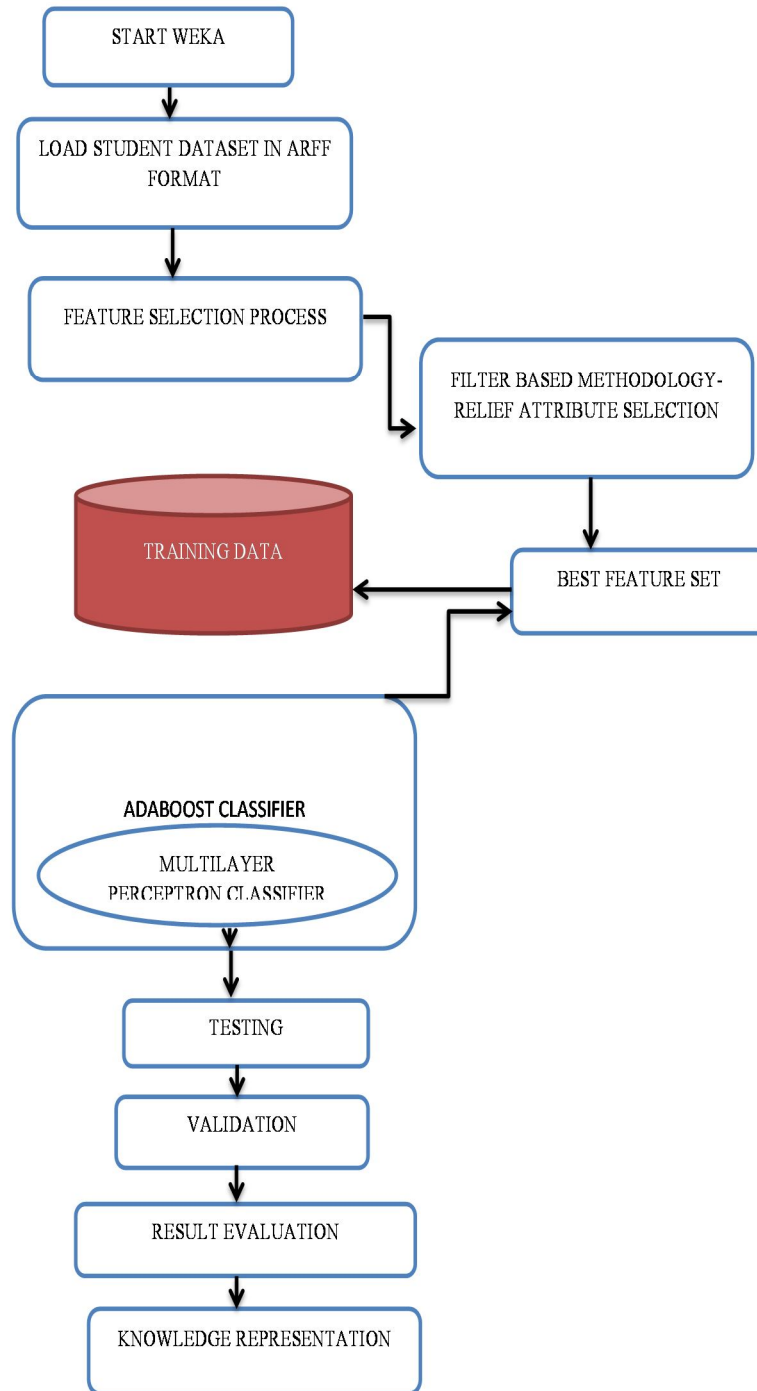 START WEKA
LOAD STUDENT DATASET IN ARFF
FORMAT
FEATURE SELECTION PROCESS
FILTER BASED METHODOLOGY-
RELIEF ATTRIBUTE SELECTION
TRAINING DATA
BEST FEATURE SET
ADABOOST CLASSIFIER
MULTILAYER
PERCEPTRON CLASSIFIER
TESTING
VALIDATION
RESULT EVALUATION
KNOWLEDGE REPRESENTATION